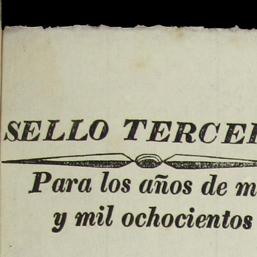 SELLO TERCER
Para los años de m
y mil ochocientos